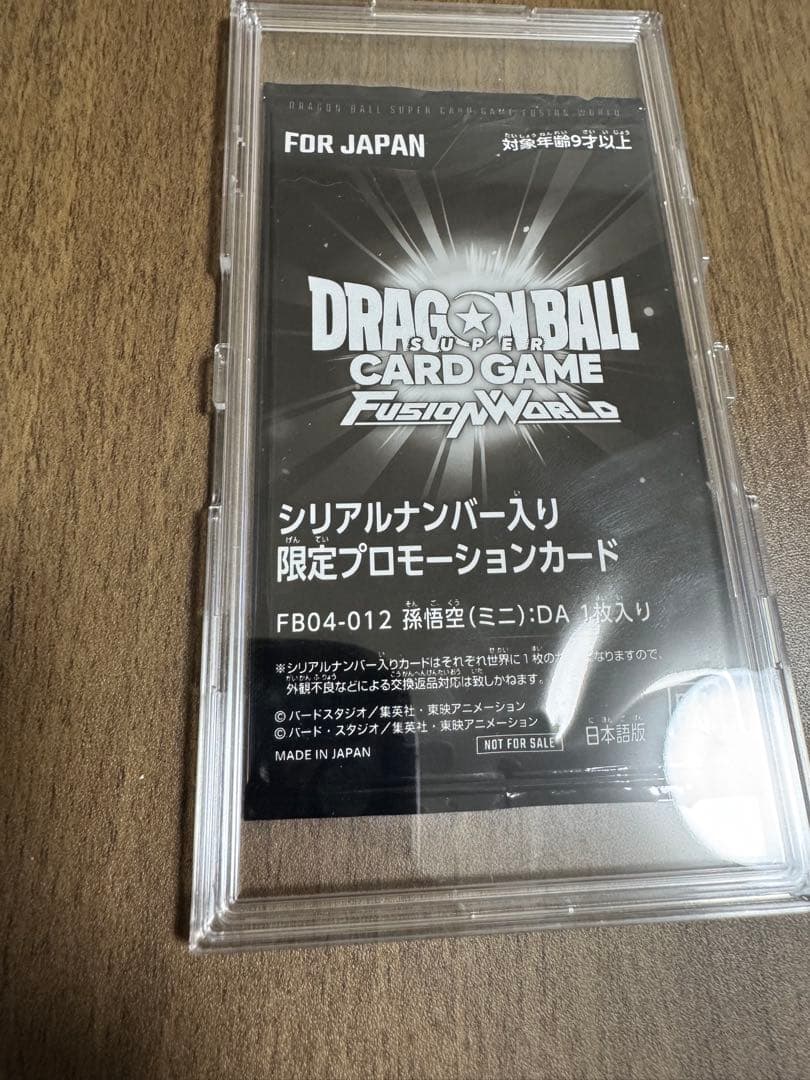 DRAGON BALL SUPER CARD GAME FUSION WORLD
FOR JAPAN
対象年齢9才以上
DRAGON BALL
SUPER
CARD GAME
FUSION WORLD
シリアルナンバー入り
限定プロモーションカード
FB04-012 孫悟空(ミニ):DA 1枚入り
※シリアルナンバー入りカードはそれぞれ世界に1枚の なりますので、
外観不良などによる交換返品対応は致しかねます。
©バードスタジオ/集英社・東映アニメーション
©バード・スタジオ/集英社・東映アニメーション
MADE IN JAPAN
NOT FOR SALE
日本語版